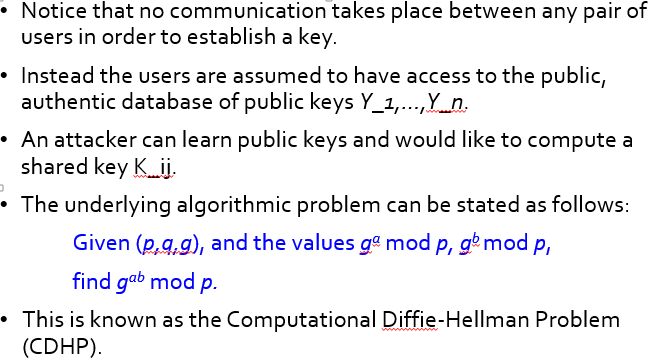 • Notice that no communication takes place between any pair of
users in order to establish a key.
• Instead the users are assumed to have access to the public,
authentic database of public keys Y_1,...,Y_n.
• An attacker can learn public keys and would like to compute a
shared key K_ij.
• The underlying algorithmic problem can be stated as follows:
Given (p,q,g), and the values gᵃ mod p, gᵇ mod p,
find gᵃᵇ mod p.
• This is known as the Computational Diffie-Hellman Problem
(CDHP).